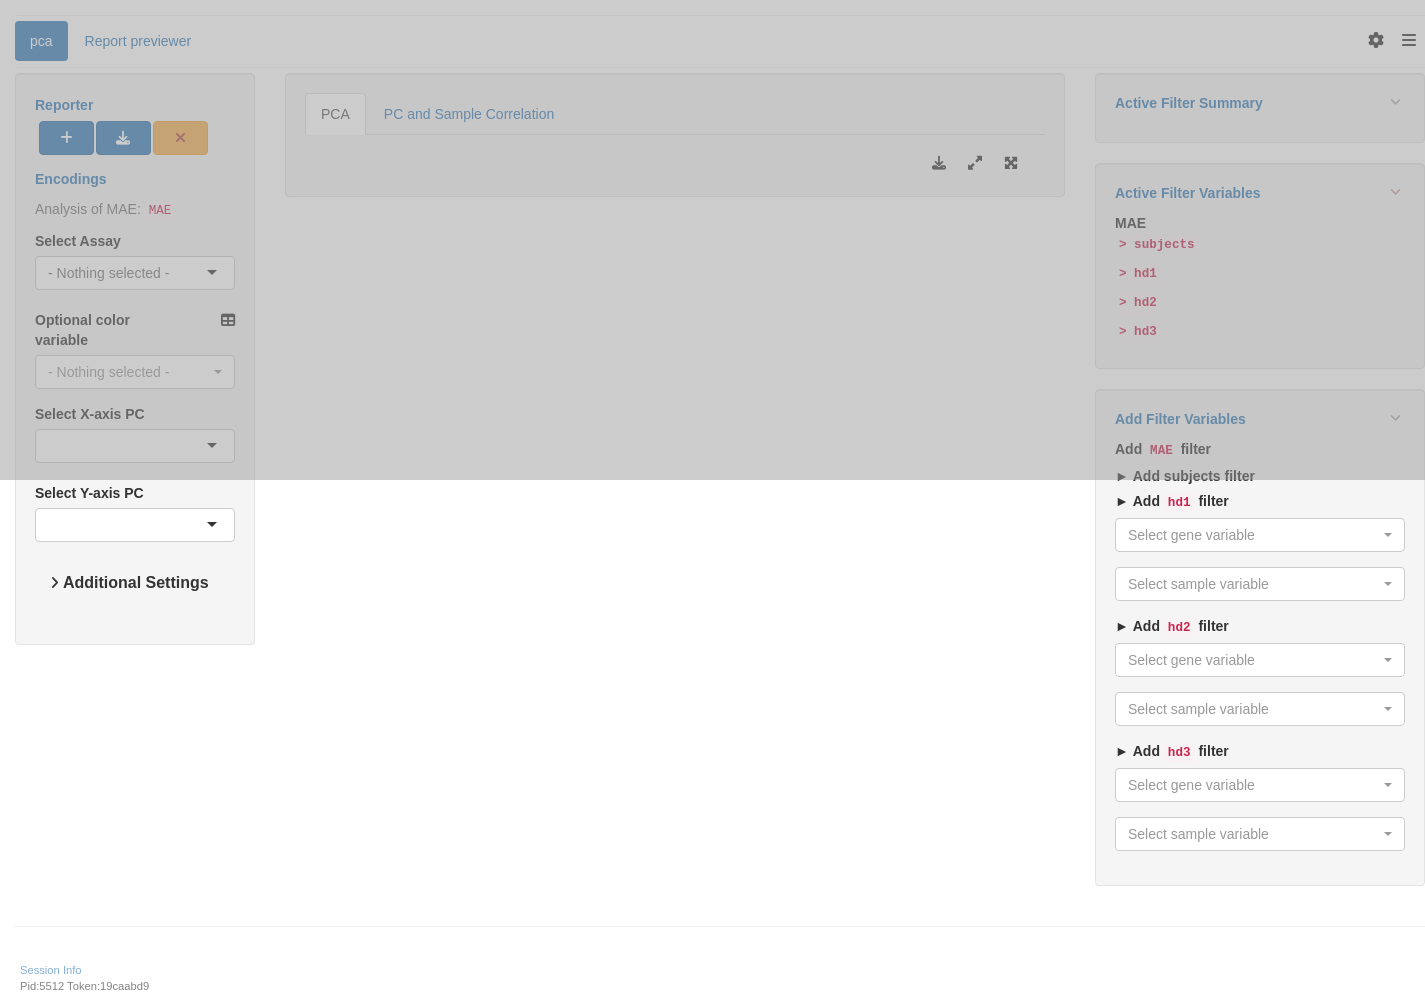 pca
Report previewer
Reporter
Encodings
Analysis of MAE: MAE
Select Assay
- Nothing selected -
Optional color
variable
- Nothing selected -
Select X-axis PC
Select Y-axis PC
Additional Settings
PCA
PC and Sample Correlation
Active Filter Summary
Active Filter Variables
MAE
> subjects
> hd1
> hd2
> hd3
Add Filter Variables
Add MAE filter
► Add subjects filter
► Add hd1 filter
Select gene variable
Select sample variable
► Add hd2 filter
Select gene variable
Select sample variable
► Add hd3 filter
Select gene variable
Select sample variable
Session Info
Pid:5512 Token:19caabd9